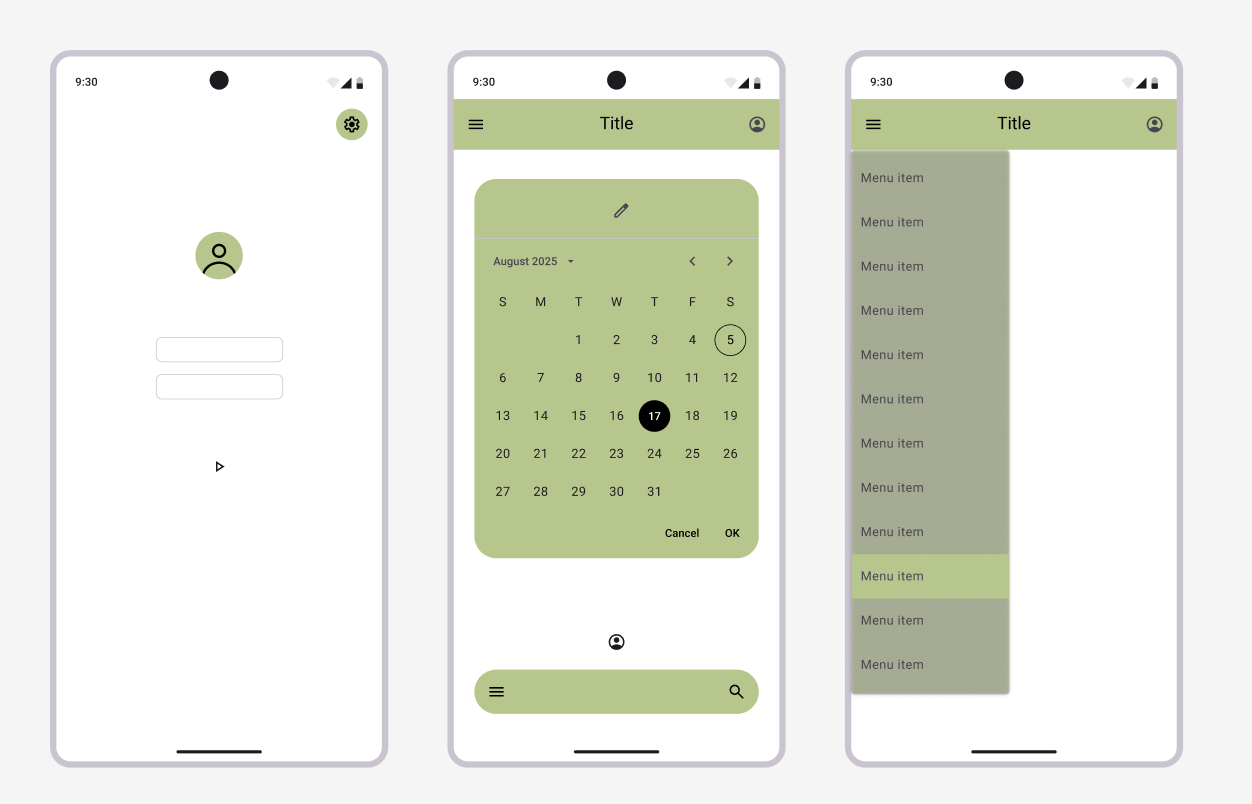 9:30
9:30
Title
August 2025
S M T W T F S
1 2 3 4 5
6 7 8 9 10 11 12
13 14 15 16 17 18 19
20 21 22 23 24 25 26
27 28 29 30 31
Cancel OK
9:30
Title
Menu item
Menu item
Menu item
Menu item
Menu item
Menu item
Menu item
Menu item
Menu item
Menu item
Menu item
Menu item